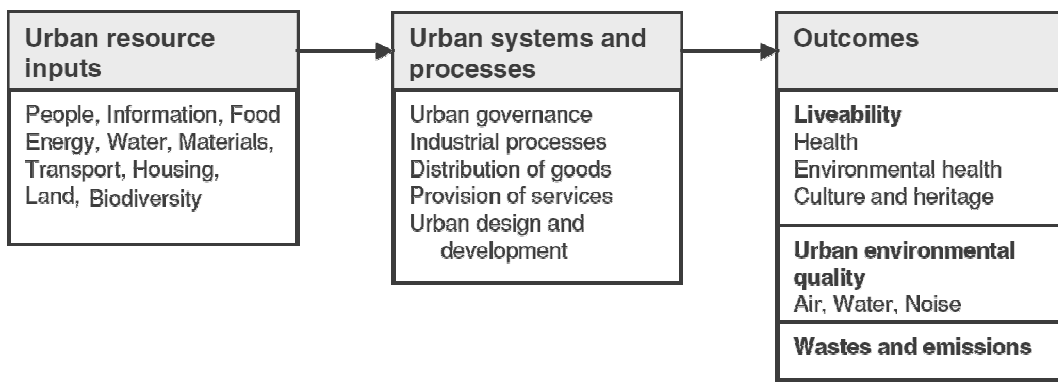 Urban resource
inputs
People, Information, Food
Energy, Water, Materials,
Transport, Housing,
Land, Biodiversity
Urban systems and
processes
Urban governance
Industrial processes
Distribution of goods
Provision of services
Urban design and
development
Outcomes
Liveability
Health
Environmental health
Culture and heritage
Urban environmental
quality
Air, Water, Noise
Wastes and emissions